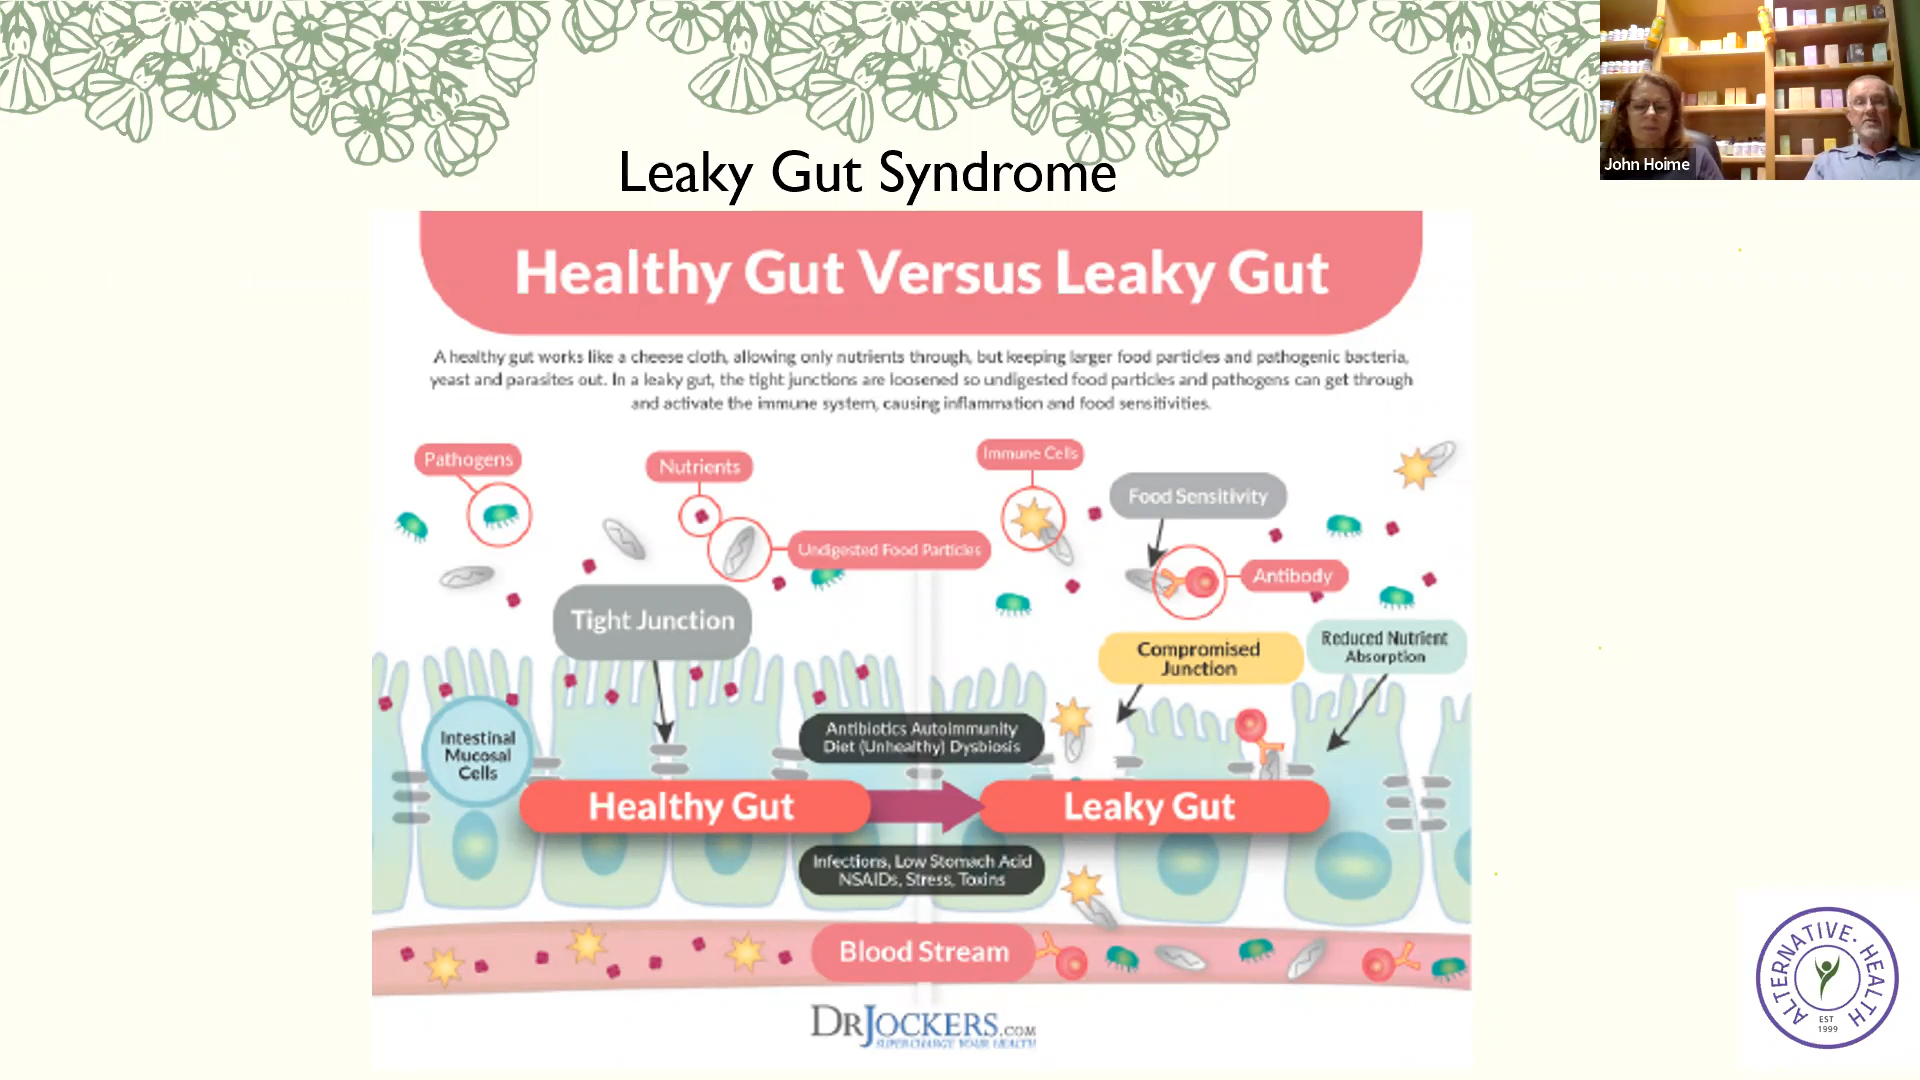 Leaky Gut Syndrome
John Hoime
Healthy Gut Versus Leaky Gut
A healthy gut works like a cheese cloth, allowing only nutrients through, but keeping larger food particles and pathogenic bacteria,
yeast and parasites out. In a leaky gut, the tight junctions are loosened so undigested food particles and pathogens can get through
and activate the immune system, causing inflammation and food sensitivities.
Pathogens
Nutrients
Immune Cells
Food Sensitivity
Undigested Food Particles
Antibody
Tight Junction
Compromised
Junction
Reduced Nutrient
Absorption
Intestinal
Mucosal
Cells
Antibiotics AutoImmunity
Diet (Unhealthy) Dysbiosis
Healthy Gut
Leaky Gut
Infections, Low Stomach Acid
NSAIDs, Stress, Toxins
Blood Stream
DRJOCKERS.COM
SUPERCHARGE YOUR HEALTH
ALTERNATIVE · HEALTH
EST
1999